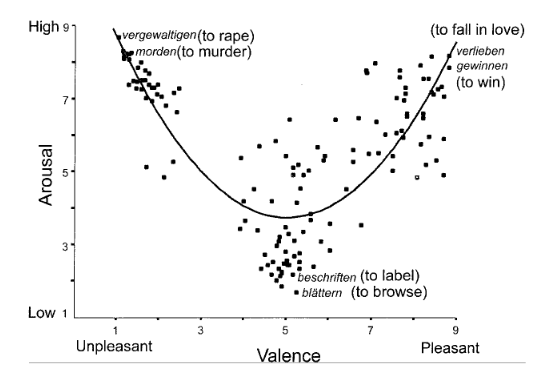 High 9
(to fall in love)
vergewaltigen (to rape)
morden (to murder)
verlieben
gewinnen
(to win)
7
Arousal
5
3
beschriften (to label)
blättern (to browse)
Low 1
1 3 5 7 9
Unpleasant Valence Pleasant